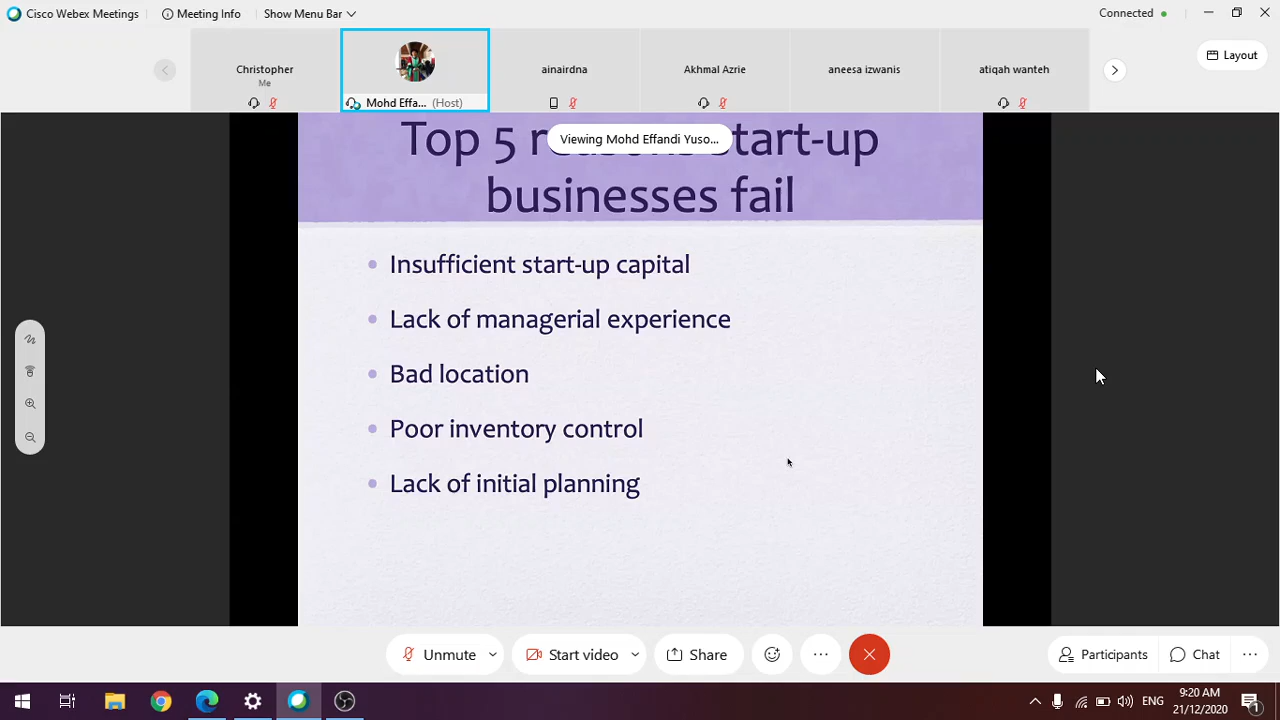 Cisco Webex Meetings
Meeting Info
Show Menu Bar
Connected
Christopher
Me
Mohd Effa... (Host)
ainairdna
Akhmal Azrie
aneesa izwanis
atiqah wanteh
Layout
Viewing Mohd Effandi Yuso...
Top 5 start-up
businesses fail
Insufficient start-up capital
Lack of managerial experience
Bad location
Poor inventory control
Lack of initial planning
Unmute
Start video
Share
Participants
Chat
ENG
9:20 AM
21/12/2020
1